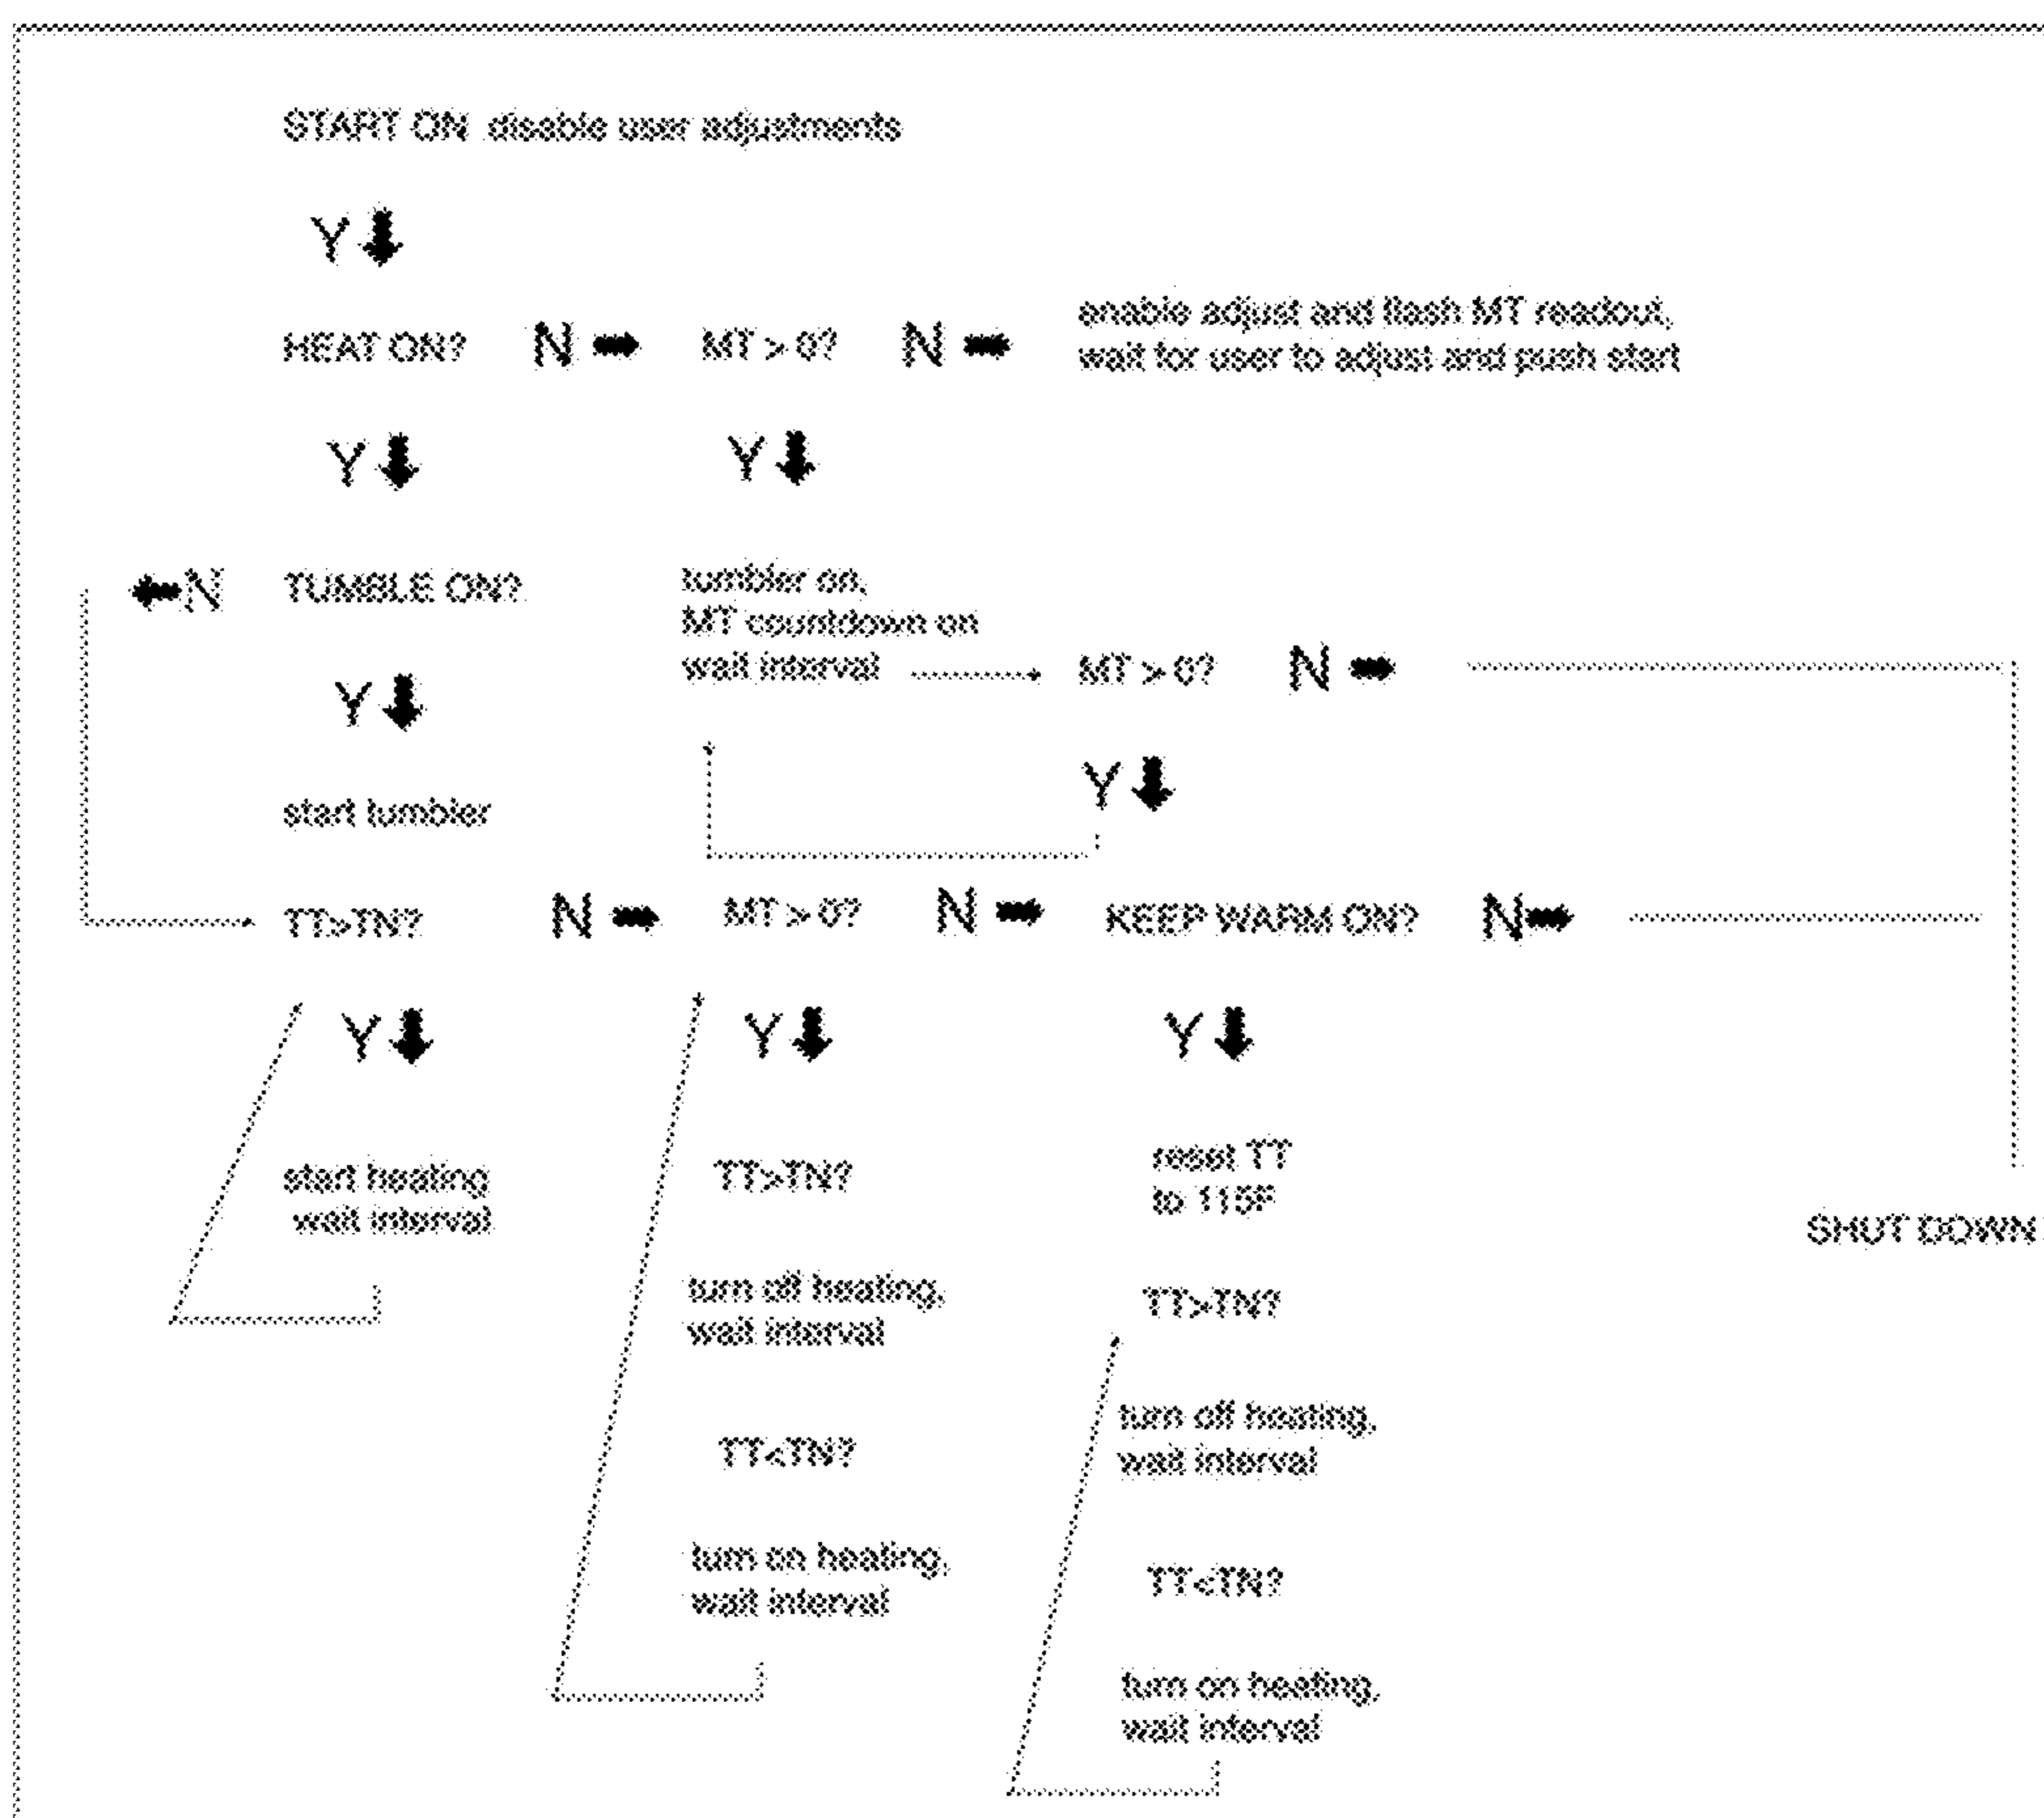 START ON disable user adjustments
Y
HEAT ON? N MT > 0? N
enable adjust and flash MT readout,
wait for user to adjust and push start
Y Y
N TUMBLE ON?
tumbler on,
MT countdown on
wait interval
MT > 0? N
Y
Y
start tumbler
TT>TN? N MT > 0? N KEEP WARM ON? N
Y Y Y
start heating
wait interval
TT>TN?
reset TT
to 115F
SHUT DOWN
turn off heating,
wait interval
TT>TN?
TT<TN?
turn off heating,
wait interval
turn on heating,
wait interval
TT<TN?
turn on heating,
wait interval